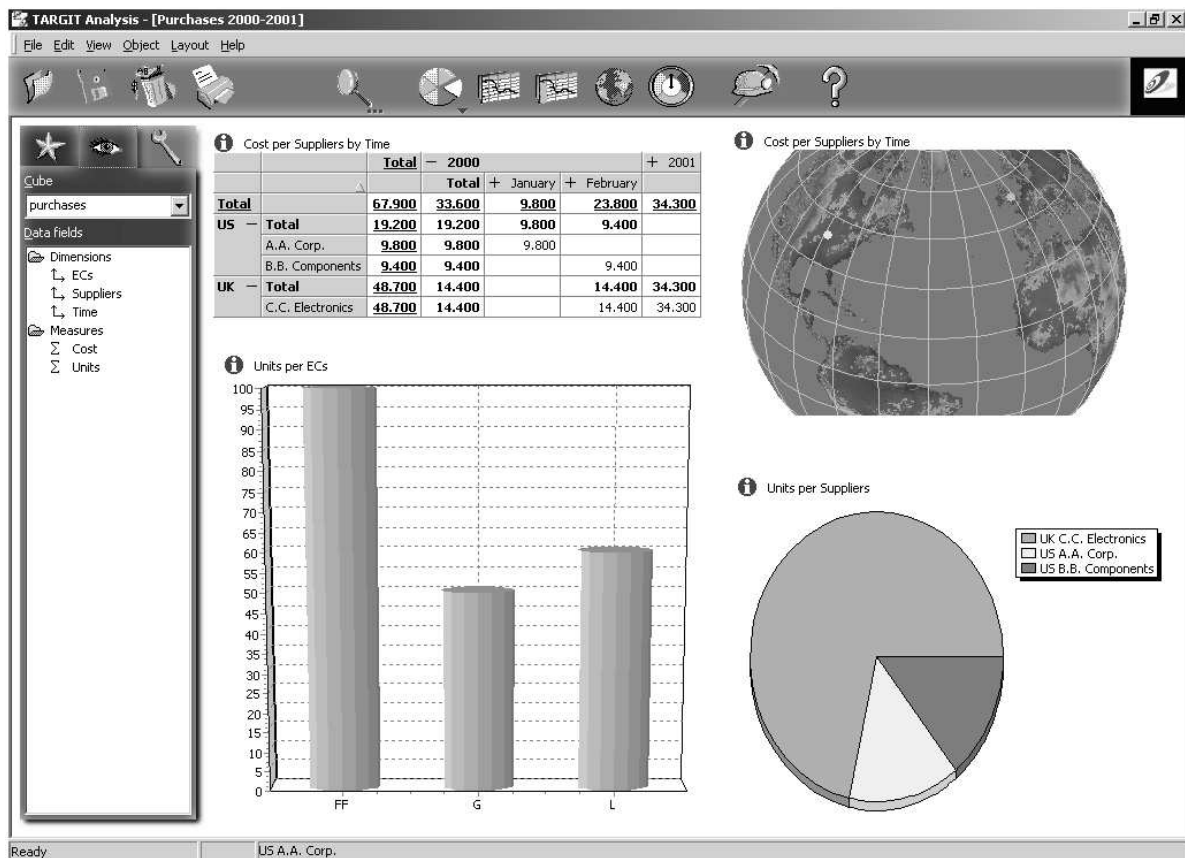 TARGIT Analysis - [Purchases 2000-2001]
File Edit View Object Layout Help
Cube
purchases
Data fields
Dimensions
ECs
Suppliers
Time
Measures
Σ Cost
Σ Units
Cost per Suppliers by Time
Total − 2000 + 2001
Total + January + February
Total 67.900 33.600 9.800 23.800 34.300
US − Total 19.200 19.200 9.800 9.400
A.A. Corp. 9.800 9.800 9.800
B.B. Components 9.400 9.400 9.400
UK − Total 48.700 14.400 14.400 34.300
C.C. Electronics 48.700 14.400 14.400 34.300
Cost per Suppliers by Time
Units per ECs
100
95
90
85
80
75
70
65
60
55
50
45
40
35
30
25
20
15
10
5
0
FF G L
Units per Suppliers
UK C.C. Electronics
US A.A. Corp.
US B.B. Components
Ready US A.A. Corp.